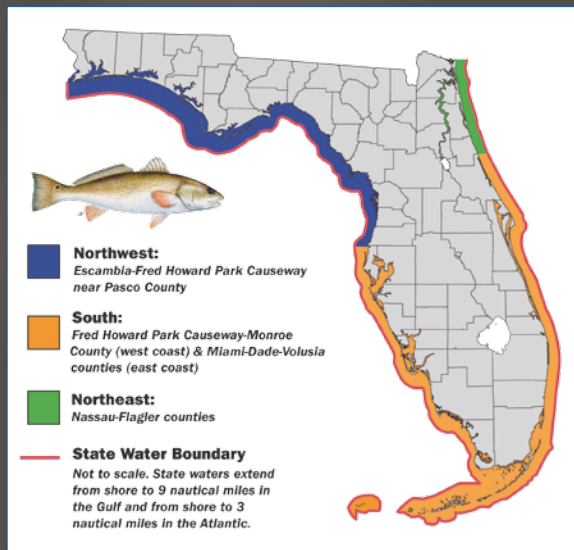 Northwest:
Escambia-Fred Howard Park Causeway
near Pasco County
South:
Fred Howard Park Causeway-Monroe
County (west coast) & Miami-Dade-Volusia
counties (east coast)
Northeast:
Nassau-Flagler counties
State Water Boundary
Not to scale. State waters extend
from shore to 9 nautical miles in
the Gulf and from shore to 3
nautical miles in the Atlantic.